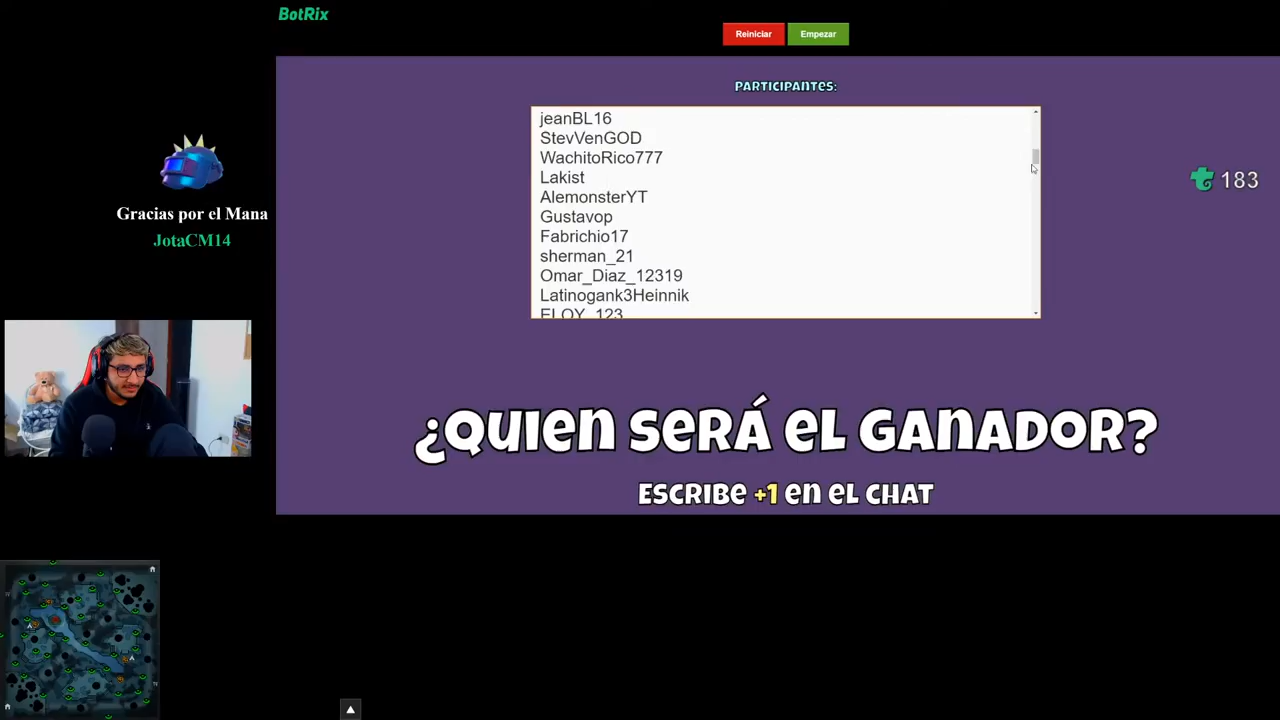 BotRix
Reiniciar
Empezar
Participantes:
jeanBL16
StevVenGOD
WachitoRico777
Lakist
AlemonsterYT
Gustavop
Fabrichio17
sherman_21
Omar_Diaz_12319
Latinogank3Heinnik
ELOY_123
183
Gracias por el Mana
JotaCM14
¿Quien será el ganador?
Escribe +1 en el chat